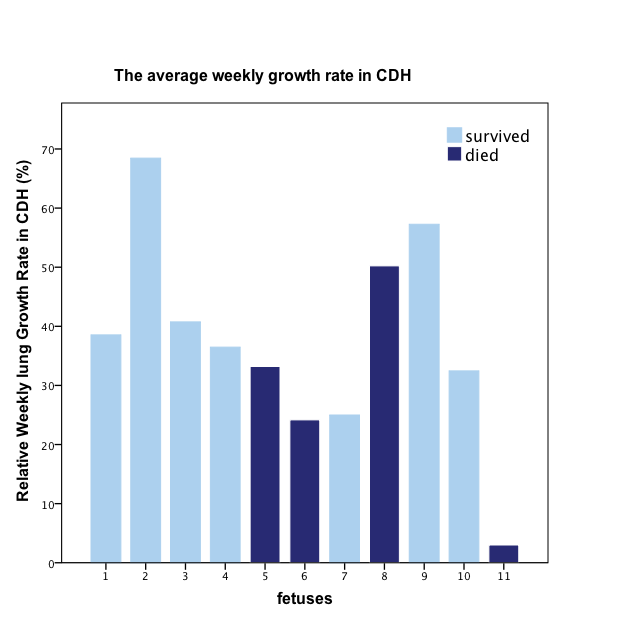 The average weekly growth rate in CDH
survived
died
Relative Weekly lung Growth Rate in CDH (%)
70
60
50
40
30
20
10
0
1 2 3 4 5 6 7 8 9 10 11
fetuses